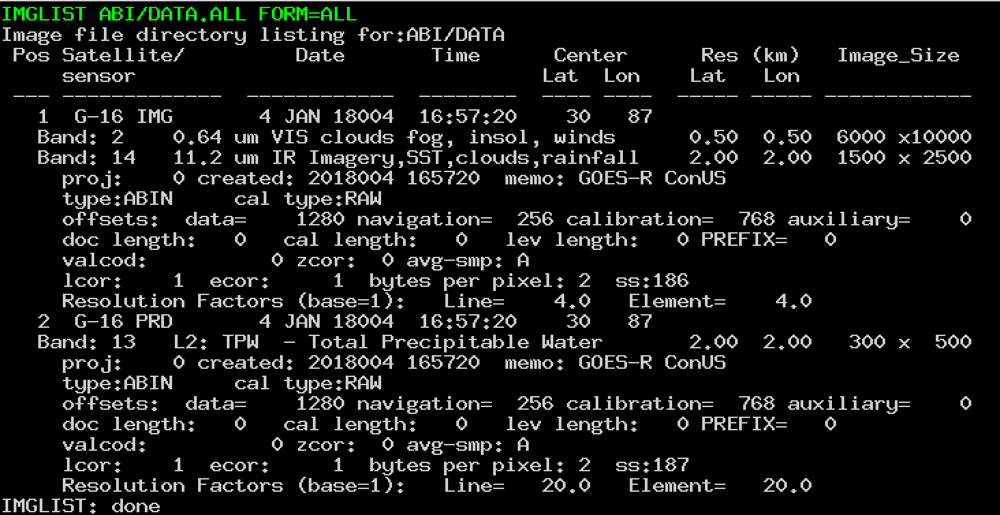 IMGLIST ABI/DATA.ALL FORM=ALL
Image file directory listing for:ABI/DATA
 Pos Satellite/         Date       Time      Center      Res (km)   Image_Size
     sensor                                 Lat  Lon    Lat   Lon
 --- -------------  ------------  --------  ---- ----  ----- ----- ------------
   1  G-16 IMG       4 JAN 18004  16:57:20    30   87
   Band: 2    0.64 um VIS clouds fog, insol, winds      0.50  0.50  6000 x10000
   Band: 14   11.2 um IR Imagery,SST,clouds,rainfall    2.00  2.00  1500 x 2500
     proj:    0 created: 2018004 165720  memo: GOES-R ConUS
     type:ABIN     cal type:RAW
     offsets:  data=    1280 navigation=  256 calibration=  768 auxiliary=    0
     doc length:   0   cal length:   0   lev length:   0 PREFIX=   0
     valcod:          0 zcor:  0 avg-smp: A
     lcor:    1  ecor:     1  bytes per pixel: 2  ss:186
     Resolution Factors (base=1):   Line=    4.0   Element=    4.0
   2  G-16 PRD       4 JAN 18004  16:57:20    30   87
   Band: 13   L2: TPW  - Total Precipitable Water       2.00  2.00   300 x  500
     proj:    0 created: 2018004 165720  memo: GOES-R ConUS
     type:ABIN     cal type:RAW
     offsets:  data=    1280 navigation=  256 calibration=  768 auxiliary=    0
     doc length:   0   cal length:   0   lev length:   0 PREFIX=   0
     valcod:          0 zcor:  0 avg-smp: A
     lcor:    1  ecor:     1  bytes per pixel: 2  ss:187
     Resolution Factors (base=1):   Line=   20.0   Element=   20.0
IMGLIST: done